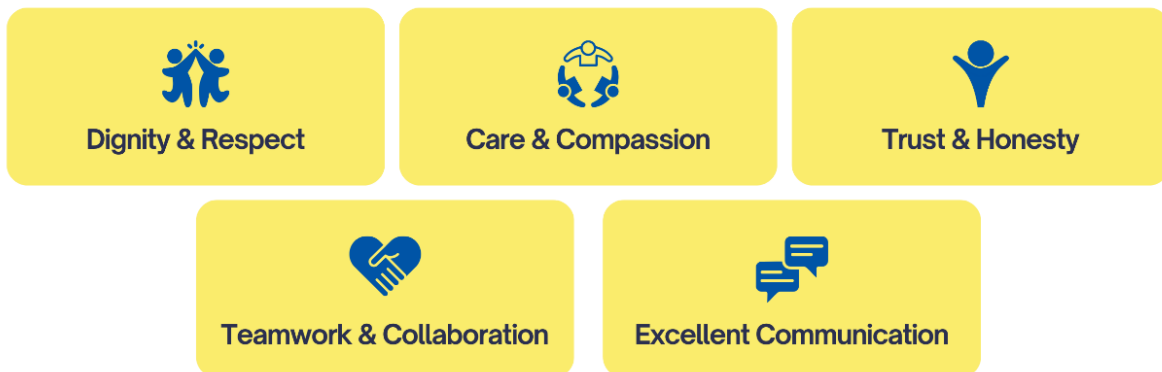 Dignity & Respect
Care & Compassion
Trust & Honesty
Teamwork & Collaboration
Excellent Communication